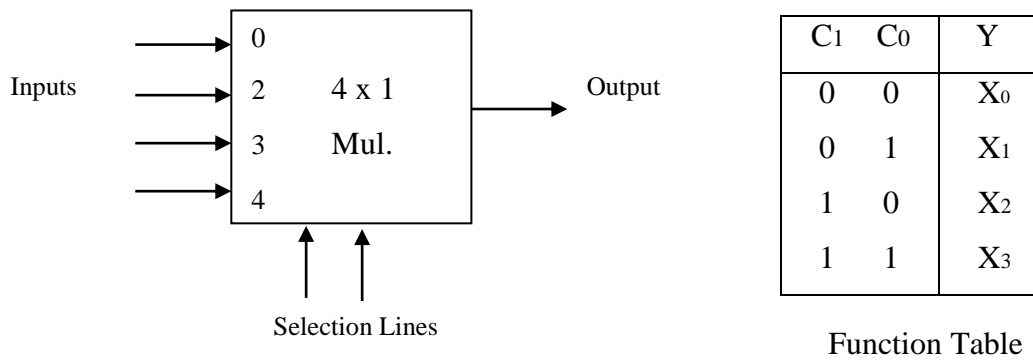 0
Inputs
2
4 x 1
Output
3
Mul.
4
Selection Lines
C1 C0 Y
0 0 X0
0 1 X1
1 0 X2
1 1 X3
Function Table